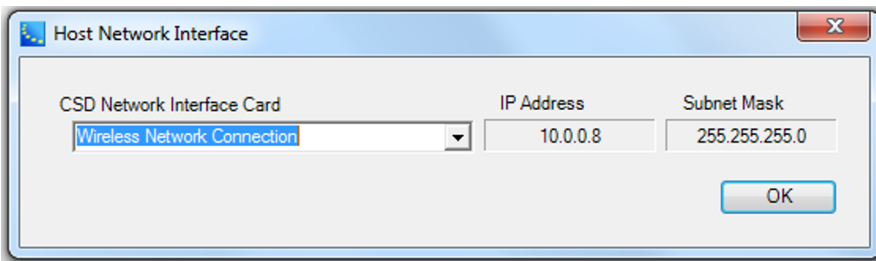 Host Network Interface
CSD Network Interface Card IP Address Subnet Mask
Wireless Network Connection 10.0.0.8 255.255.255.0
OK